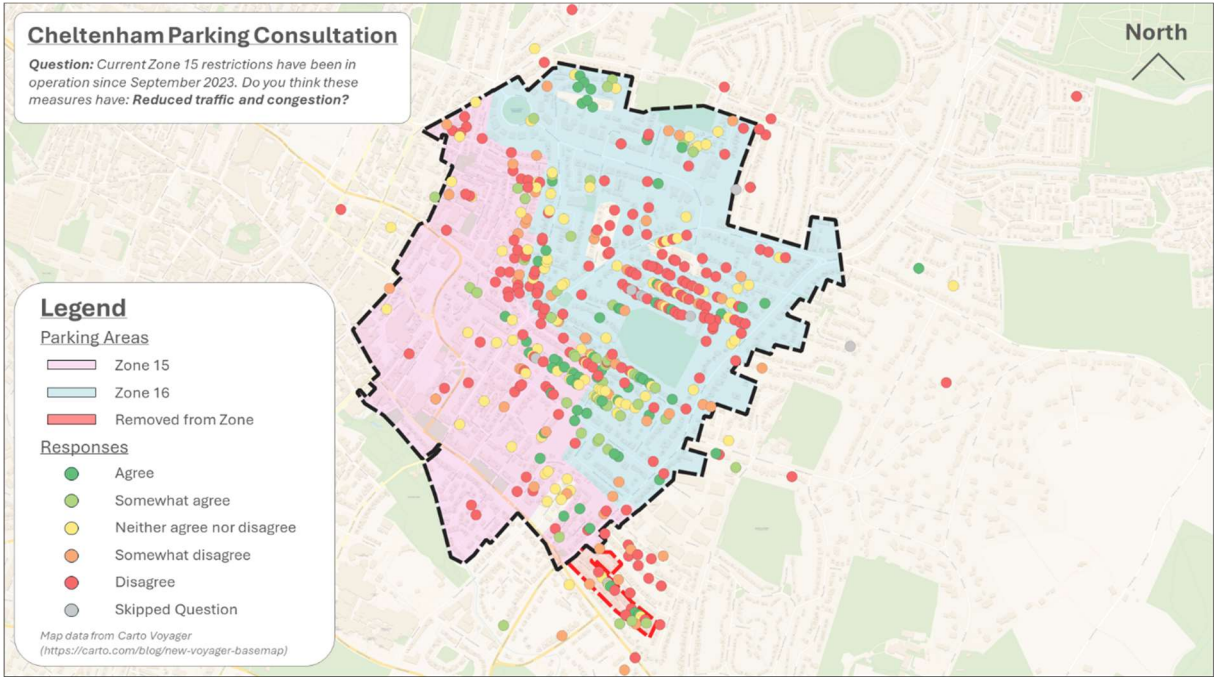 Cheltenham Parking Consultation
Question: Current Zone 15 restrictions have been in
operation since September 2023. Do you think these
measures have: Reduced traffic and congestion?
North
Legend
Parking Areas
Zone 15
Zone 16
Removed from Zone
Responses
Agree
Somewhat agree
Neither agree nor disagree
Somewhat disagree
Disagree
Skipped Question
Map data from Carto Voyager
(https://carto.com/blog/new-voyager-basemap)